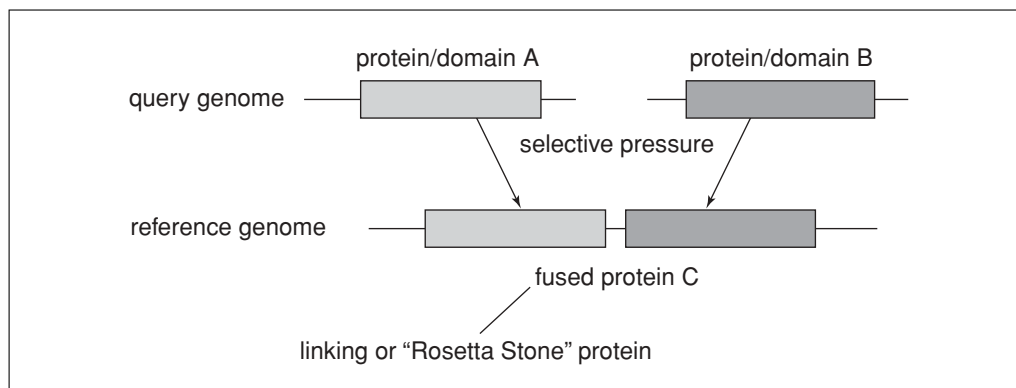 protein/domain A
protein/domain B
query genome
selective pressure
reference genome
fused protein C
linking or “Rosetta Stone” protein